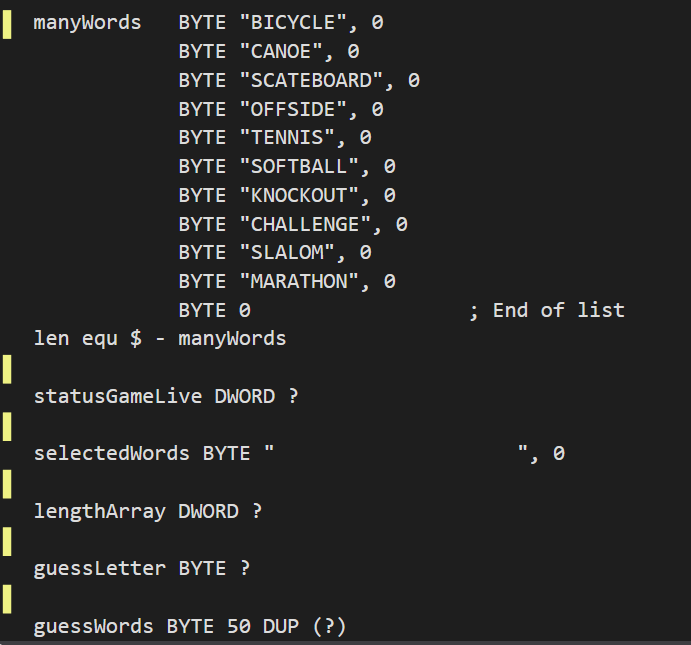 manyWords   BYTE "BICYCLE", 0
            BYTE "CANOE", 0
            BYTE "SCATEBOARD", 0
            BYTE "OFFSIDE", 0
            BYTE "TENNIS", 0
            BYTE "SOFTBALL", 0
            BYTE "KNOCKOUT", 0
            BYTE "CHALLENGE", 0
            BYTE "SLALOM", 0
            BYTE "MARATHON", 0
            BYTE 0                  ; End of list
len equ $ - manyWords
statusGameLive DWORD ?
selectedWords BYTE "                    ", 0
lengthArray DWORD ?
guessLetter BYTE ?
guessWords BYTE 50 DUP (?)